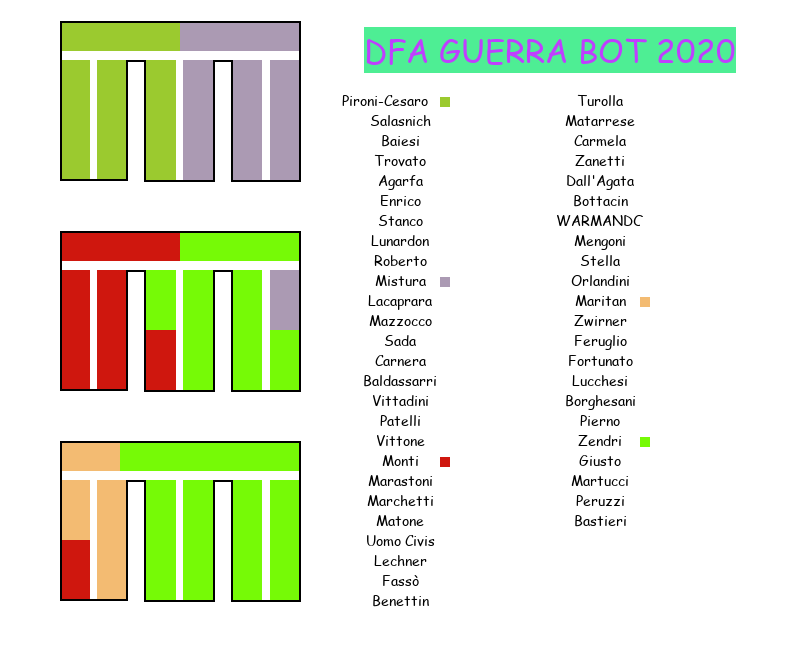 DFA GUERRA BOT 2020
Pironi-Cesaro
Salasnich
Baiesi
Trovato
Agarfa
Enrico
Stanco
Lunardon
Roberto
Mistura
Lacaprara
Mazzocco
Sada
Carnera
Baldassarri
Vittadini
Patelli
Vittone
Monti
Marastoni
Marchetti
Matone
Uomo Civis
Lechner
Fassò
Benettin
Turolla
Matarrese
Carmela
Zanetti
Dall'Agata
Bottacin
WARMANDC
Mengoni
Stella
Orlandini
Maritan
Zwirner
Feruglio
Fortunato
Lucchesi
Borghesani
Pierno
Zendri
Giusto
Martucci
Peruzzi
Bastieri